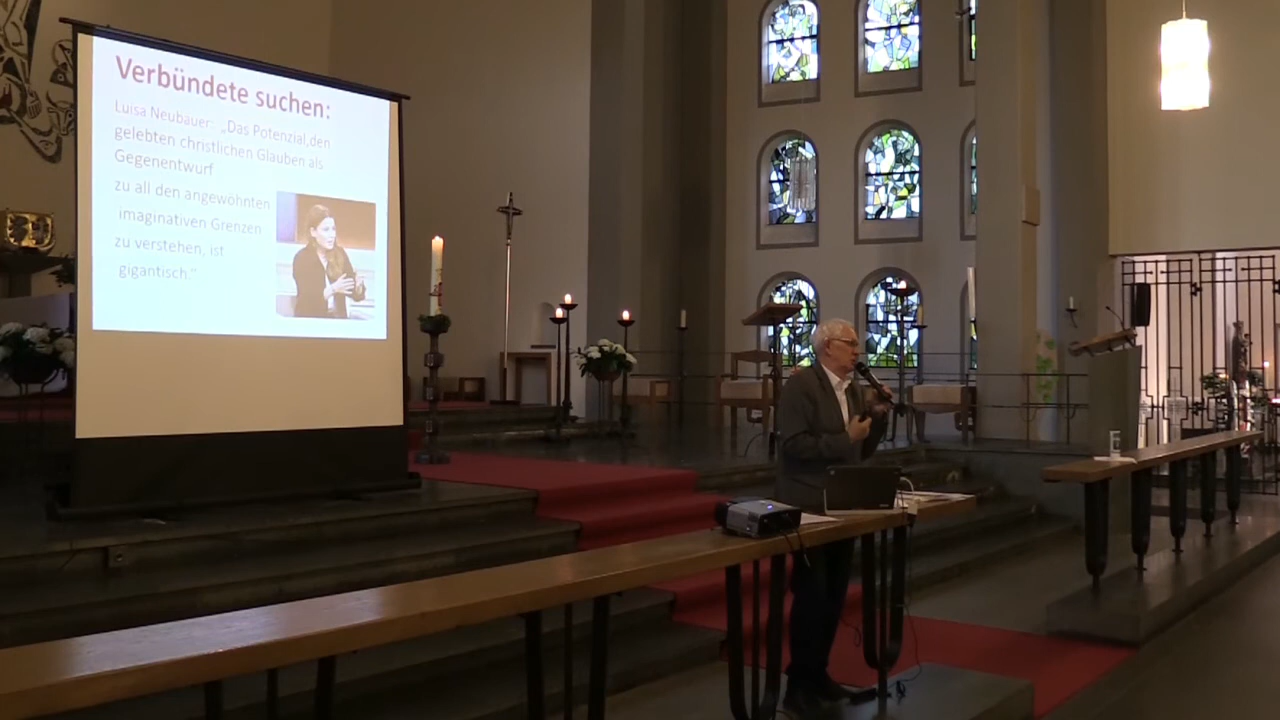 Verbündete suchen:
Luisa Neubauer: „Das Potenzial,den
gelebten christlichen Glauben als
Gegenentwurf
zu all den angewöhnten
imaginativen Grenzen
zu verstehen, ist
gigantisch.“